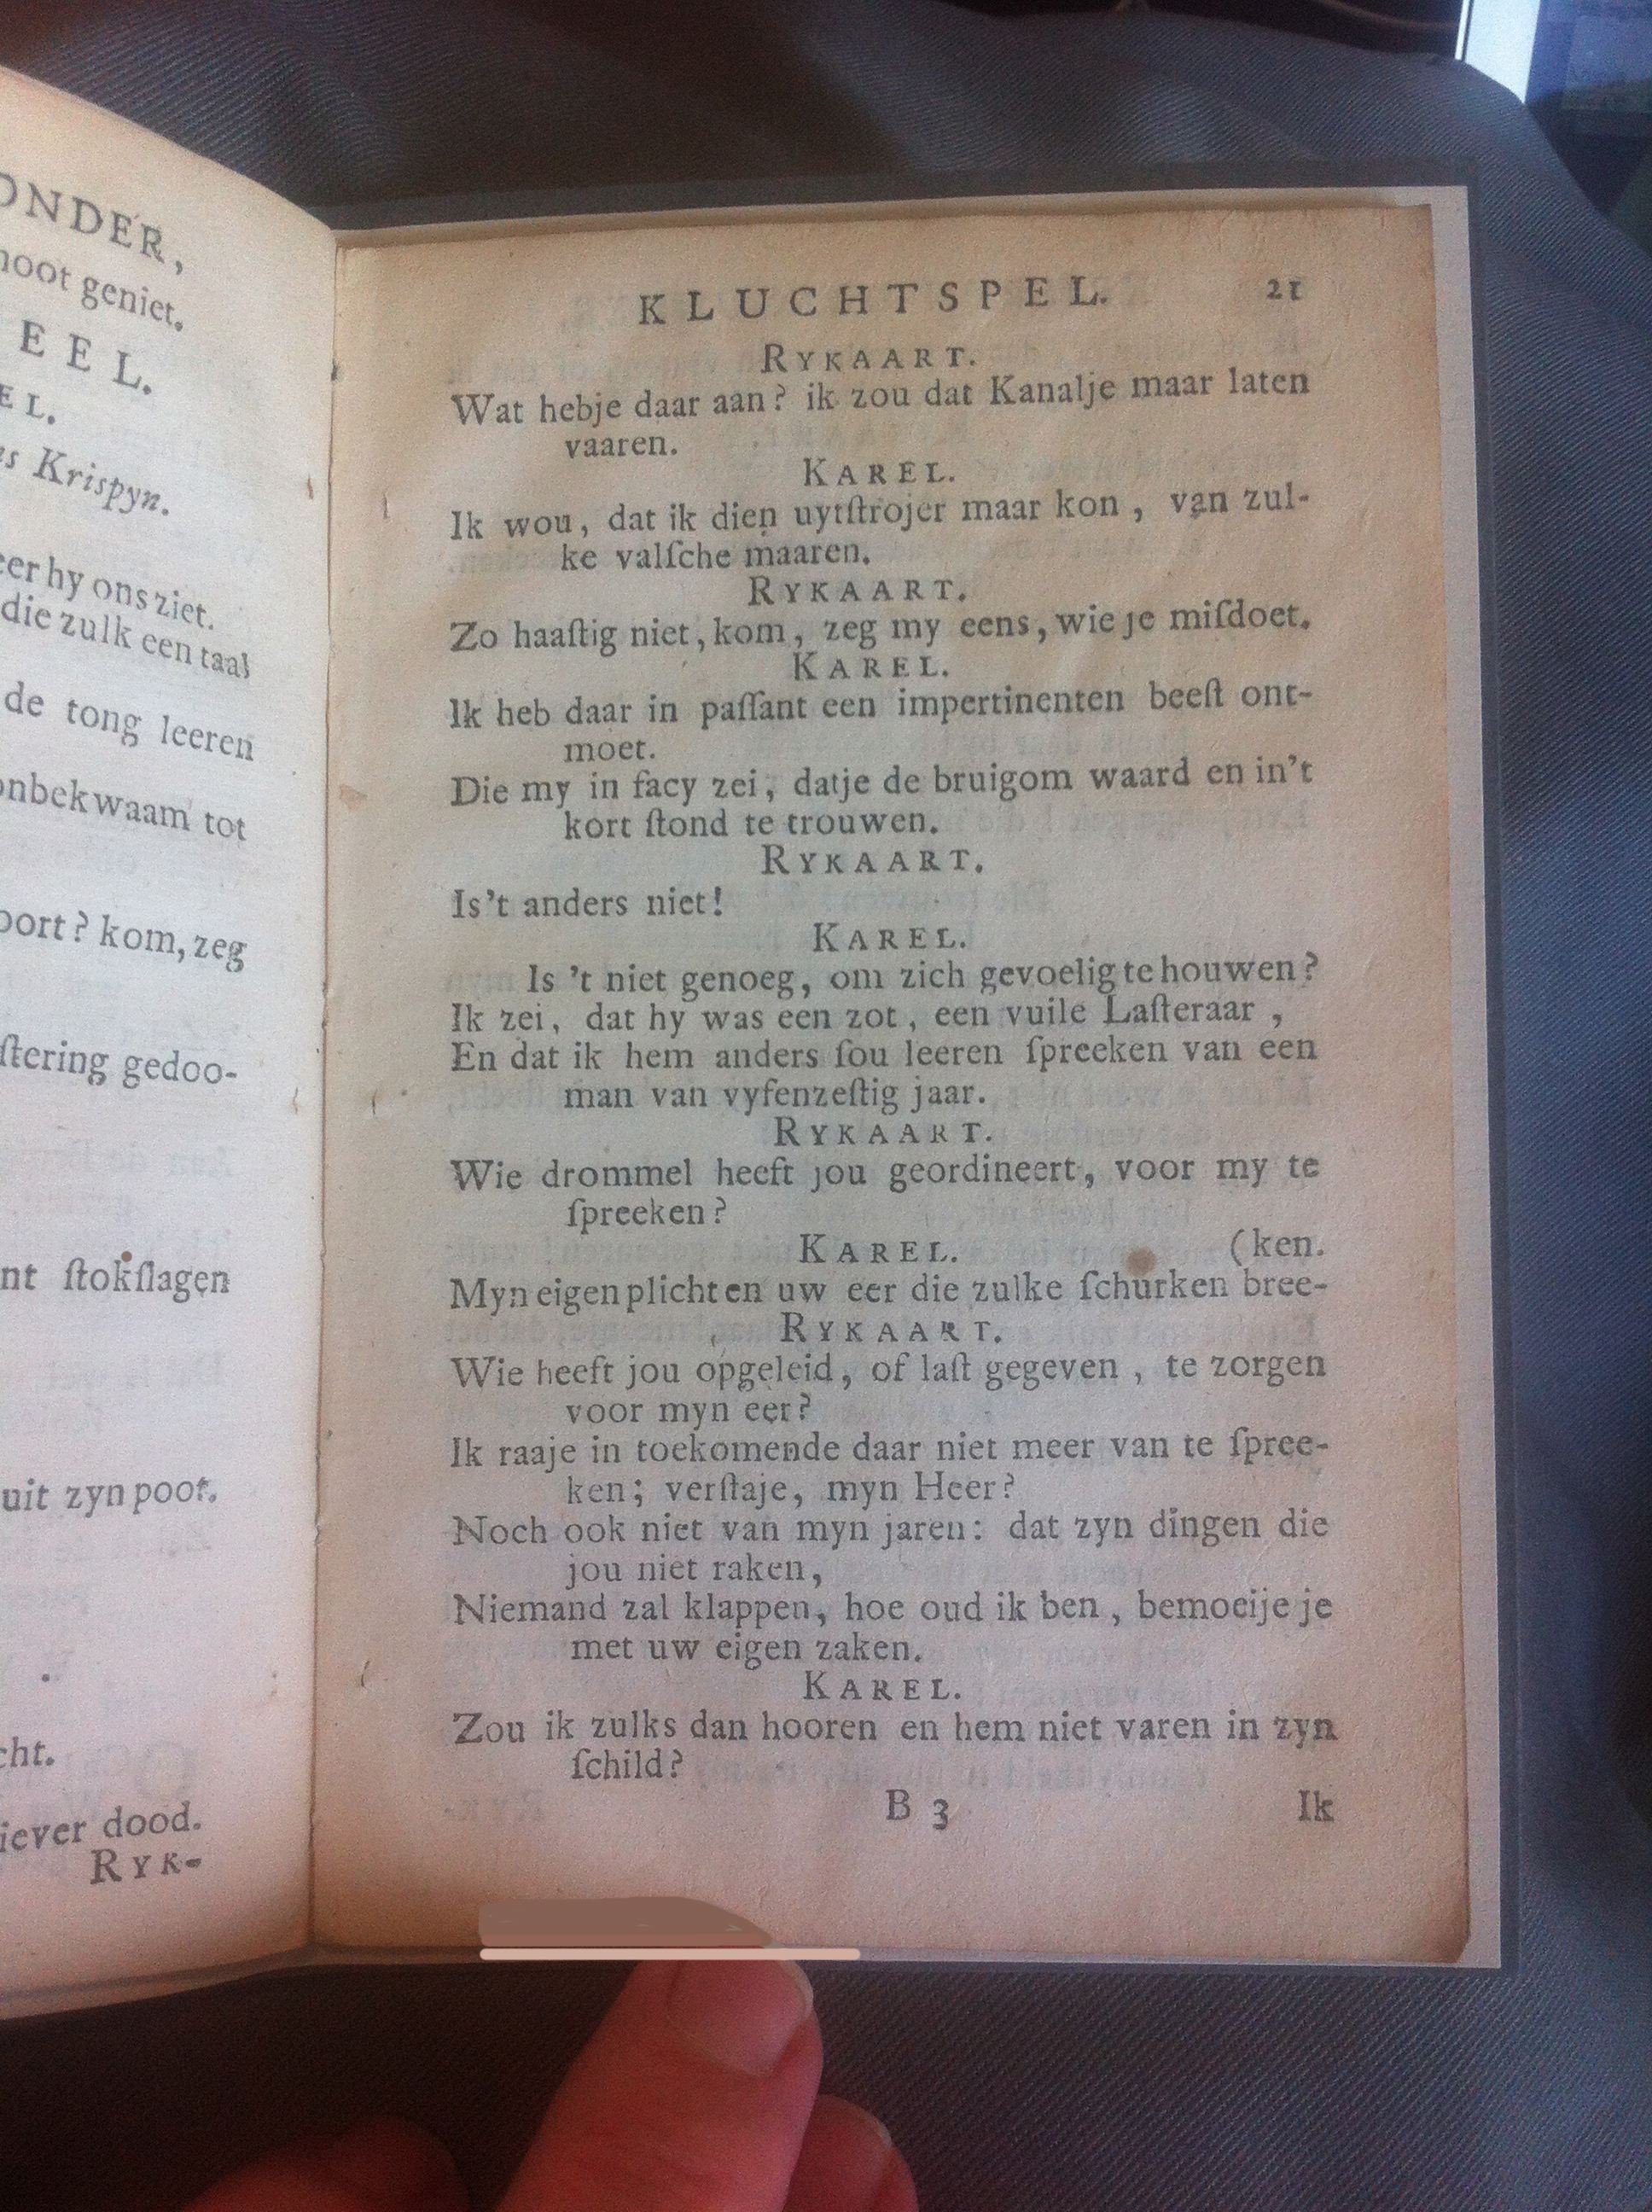 ONDER,
noot geniet.
EEL.
EL.
Krispyn.
hy ons ziet.
die zulk een taal
de tong leeren
onbekwaam tot
kom, zeg
ſtering gedoo-
ſtokſlagen
uit zyn poot.
iever dood.
RYK-
KLUCHTSPEL. 21
RYKAART.
Wat hebje daar aan? ik zou dat Kanalje maar laten
vaaren.
KAREL.
Ik wou, dat ik dien uytſtrojer maar kon, van zul-
ke valſche maaren.
RYKAART.
Zo haaſtig niet, kom, zeg my eens, wie je miſdoet.
KAREL.
Ik heb daar in paſſant een impertinenten beeſt ont-
moet.
Die my in facy zei, datje de bruigom waard en in't
kort ſtond te trouwen.
RYKAART.
Is't anders niet!
KAREL.
Is 't niet genoeg, om zich gevoelig te houwen?
Ik zei, dat hy was een zot, een vuile Laſteraar,
En dat ik hem anders ſou leeren ſpreeken van een
man van vyfenzeſtig jaar.
RYKAART.
Wie drommel heeft jou geordineert, voor my te
ſpreeken?
KAREL. (ken.
Myn eigen plicht en uw eer die zulke ſchurken bree-
RYKAART.
Wie heeft jou opgeleid, of laſt gegeven, te zorgen
voor myn eer?
Ik raaje in toekomende daar niet meer van te ſpree-
ken; verſtaje, myn Heer?
Noch ook niet van myn jaren: dat zyn dingen die
jou niet raken,
Niemand zal klappen, hoe oud ik ben, bemoeije je
met uw eigen zaken.
KAREL.
Zou ik zulks dan hooren en hem niet varen in zyn
ſchild?
B 3 Ik